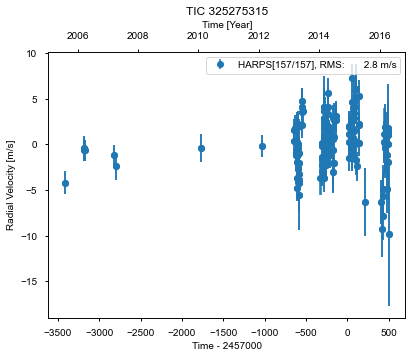 TIC 325275315
Time [Year]
2006 2008 2010 2012 2014 2016
HARPS[157/157], RMS: 2.8 m/s
Radial Velocity [m/s]
10
5
0
−5
−10
−15
−3500 −3000 −2500 −2000 −1500 −1000 −500 0 500
Time - 2457000